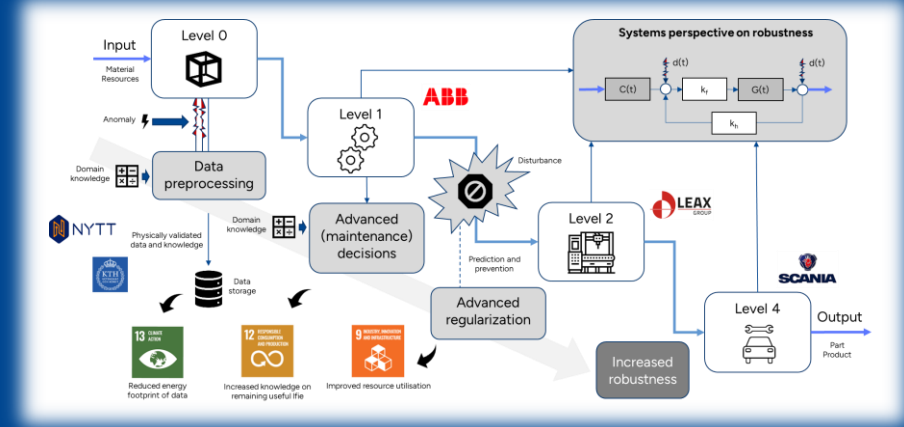 Input
Material
Resources
Level 0
Anomaly
Domain
knowledge
Data
preprocessing
NYTT
KTH
Physically validated
data and knowledge
Data
storage
ABB
Level 1
Domain
knowledge
Advanced
(maintenance)
decisions
Disturbance
Prediction and
prevention
Advanced
regularization
Systems perspective on robustness
C(t)
d(t)
kf
G(t)
d(t)
kh
Level 2
LEAX
GROUP
SCANIA
Level 4
Output
Part
Product
Increased
robustness
13 CLIMATE
ACTION
Reduced energy
footprint of data
12 RESPONSIBLE
CONSUMPTION
AND PRODUCTION
Increased knowledge on
remaining useful lfie
9 INDUSTRY, INNOVATION
AND INFRASTRUCTURE
Improved resource utilisation